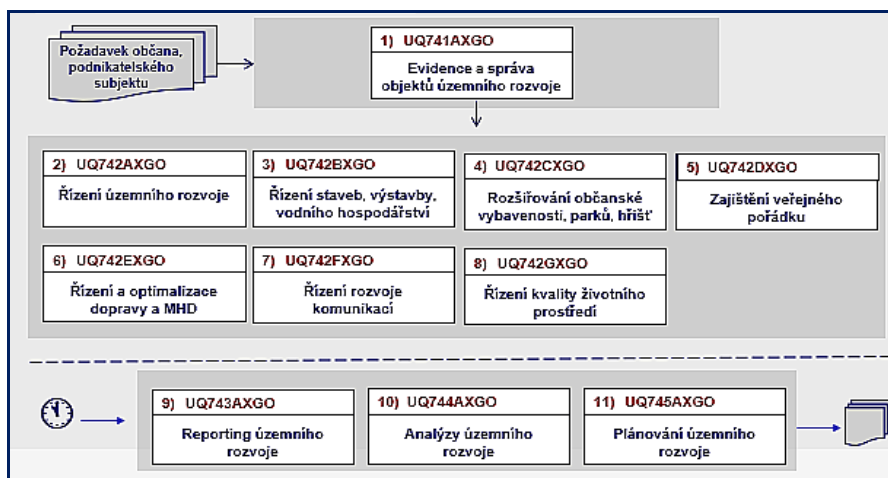 Požadavek občana,
podnikatelského
subjektu
1) UQ741AXGO
Evidence a správa
objektů územního rozvoje
2) UQ742AXGO
Řízení územního rozvoje
3) UQ742BXGO
Řízení staveb, výstavby,
vodního hospodářství
4) UQ742CXGO
Rozšiřování občanské
vybavenosti, parků, hřišť
5) UQ742DXGO
Zajištění veřejného
pořádku
6) UQ742EXGO
Řízení a optimalizace
dopravy a MHD
7) UQ742FXGO
Řízení rozvoje
komunikací
8) UQ742GXGO
Řízení kvality životního
prostředí
9) UQ743AXGO
Reporting územního
rozvoje
10) UQ744AXGO
Analýzy územního
rozvoje
11) UQ745AXGO
Plánování územního
rozvoje